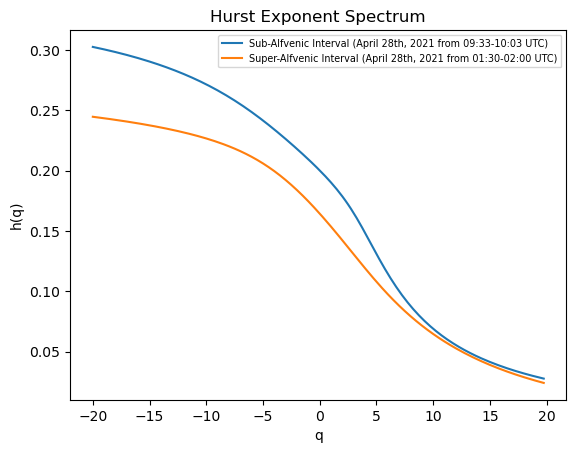 Hurst Exponent Spectrum
Sub-Alfvenic Interval (April 28th, 2021 from 09:33-10:03 UTC)
Super-Alfvenic Interval (April 28th, 2021 from 01:30-02:00 UTC)
0.30
0.25
0.20
0.15
0.10
0.05
h(q)
−20 −15 −10 −5 0 5 10 15 20
q